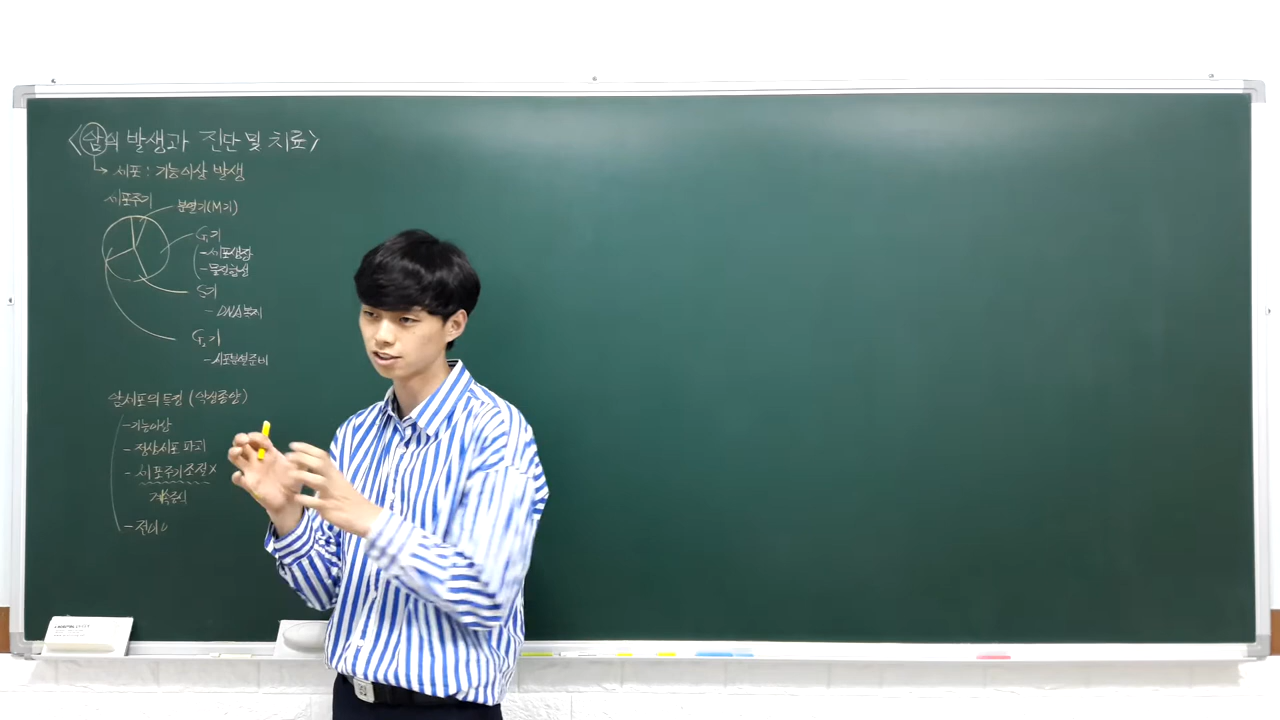 <암의 발생과 진단 및 치료>
→ 세포 : 기능이상 발생
세포주기
분열기(M기)
G₁기
- 세포생장
- 물질합성
S기
- DNA복제
G₂기
- 세포분열준비
암세포의 특징 (악성종양)
- 기능이상
- 정상세포 파괴
- 세포주기조절 X
계속증식
- 전이 O